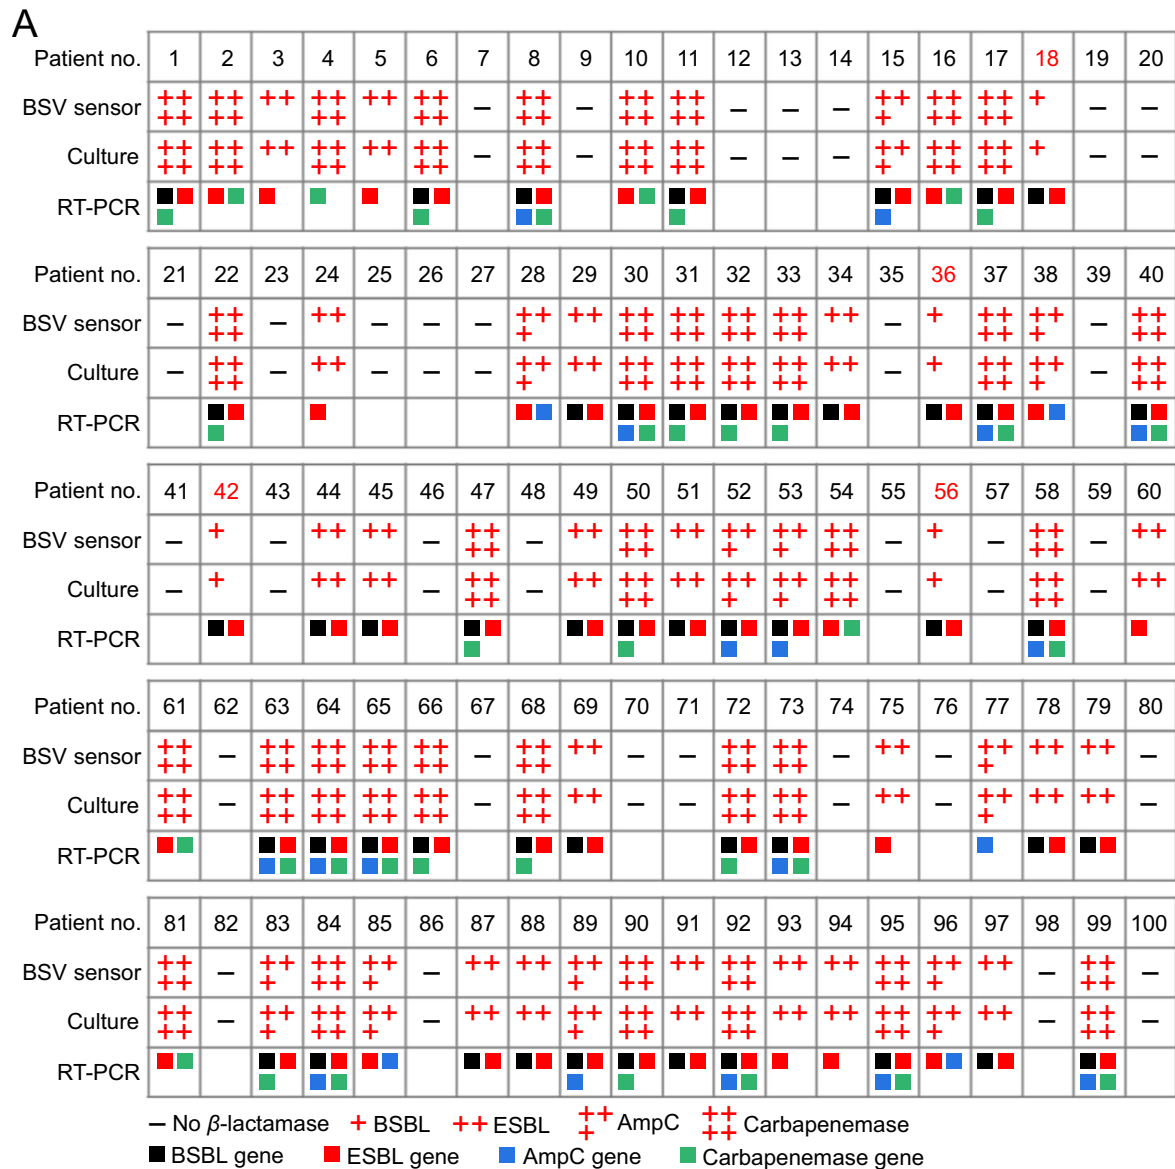 A
Patient no. 1 2 3 4 5 6 7 8 9 10 11 12 13 14 15 16 17 18 19 20
BSV sensor ++++ ++++ ++ ++++ ++ ++++ – ++++ – ++++ ++++ – – – +++ ++++ ++++ + – –
Culture ++++ ++++ ++ ++++ ++ ++++ – ++++ – ++++ ++++ – – – +++ ++++ ++++ + – –
RT-PCR
Patient no. 21 22 23 24 25 26 27 28 29 30 31 32 33 34 35 36 37 38 39 40
BSV sensor – ++++ – ++ – – – +++ ++ ++++ ++++ ++++ ++++ ++ – + ++++ +++ – ++++
Culture – ++++ – ++ – – – +++ ++ ++++ ++++ ++++ ++++ ++ – + ++++ +++ – ++++
RT-PCR
Patient no. 41 42 43 44 45 46 47 48 49 50 51 52 53 54 55 56 57 58 59 60
BSV sensor – + – ++ ++ – ++++ – ++ ++++ ++ +++ +++ ++++ – + – ++++ – ++
Culture – + – ++ ++ – ++++ – ++ ++++ ++ +++ +++ ++++ – + – ++++ – ++
RT-PCR
Patient no. 61 62 63 64 65 66 67 68 69 70 71 72 73 74 75 76 77 78 79 80
BSV sensor ++++ – ++++ ++++ ++++ ++++ – ++++ ++ – – ++++ ++++ – ++ – +++ ++ ++ –
Culture ++++ – ++++ ++++ ++++ ++++ – ++++ ++ – – ++++ ++++ – ++ – +++ ++ ++ –
RT-PCR
Patient no. 81 82 83 84 85 86 87 88 89 90 91 92 93 94 95 96 97 98 99 100
BSV sensor ++++ – +++ ++++ +++ – ++ ++ +++ ++++ ++ ++++ ++ ++ ++++ +++ ++ – ++++ –
Culture ++++ – +++ ++++ +++ – ++ ++ +++ ++++ ++ ++++ ++ ++ ++++ +++ ++ – ++++ –
RT-PCR
– No β-lactamase + BSBL ++ ESBL +++ AmpC ++++ Carbapenemase
BSBL gene ESBL gene AmpC gene Carbapenemase gene